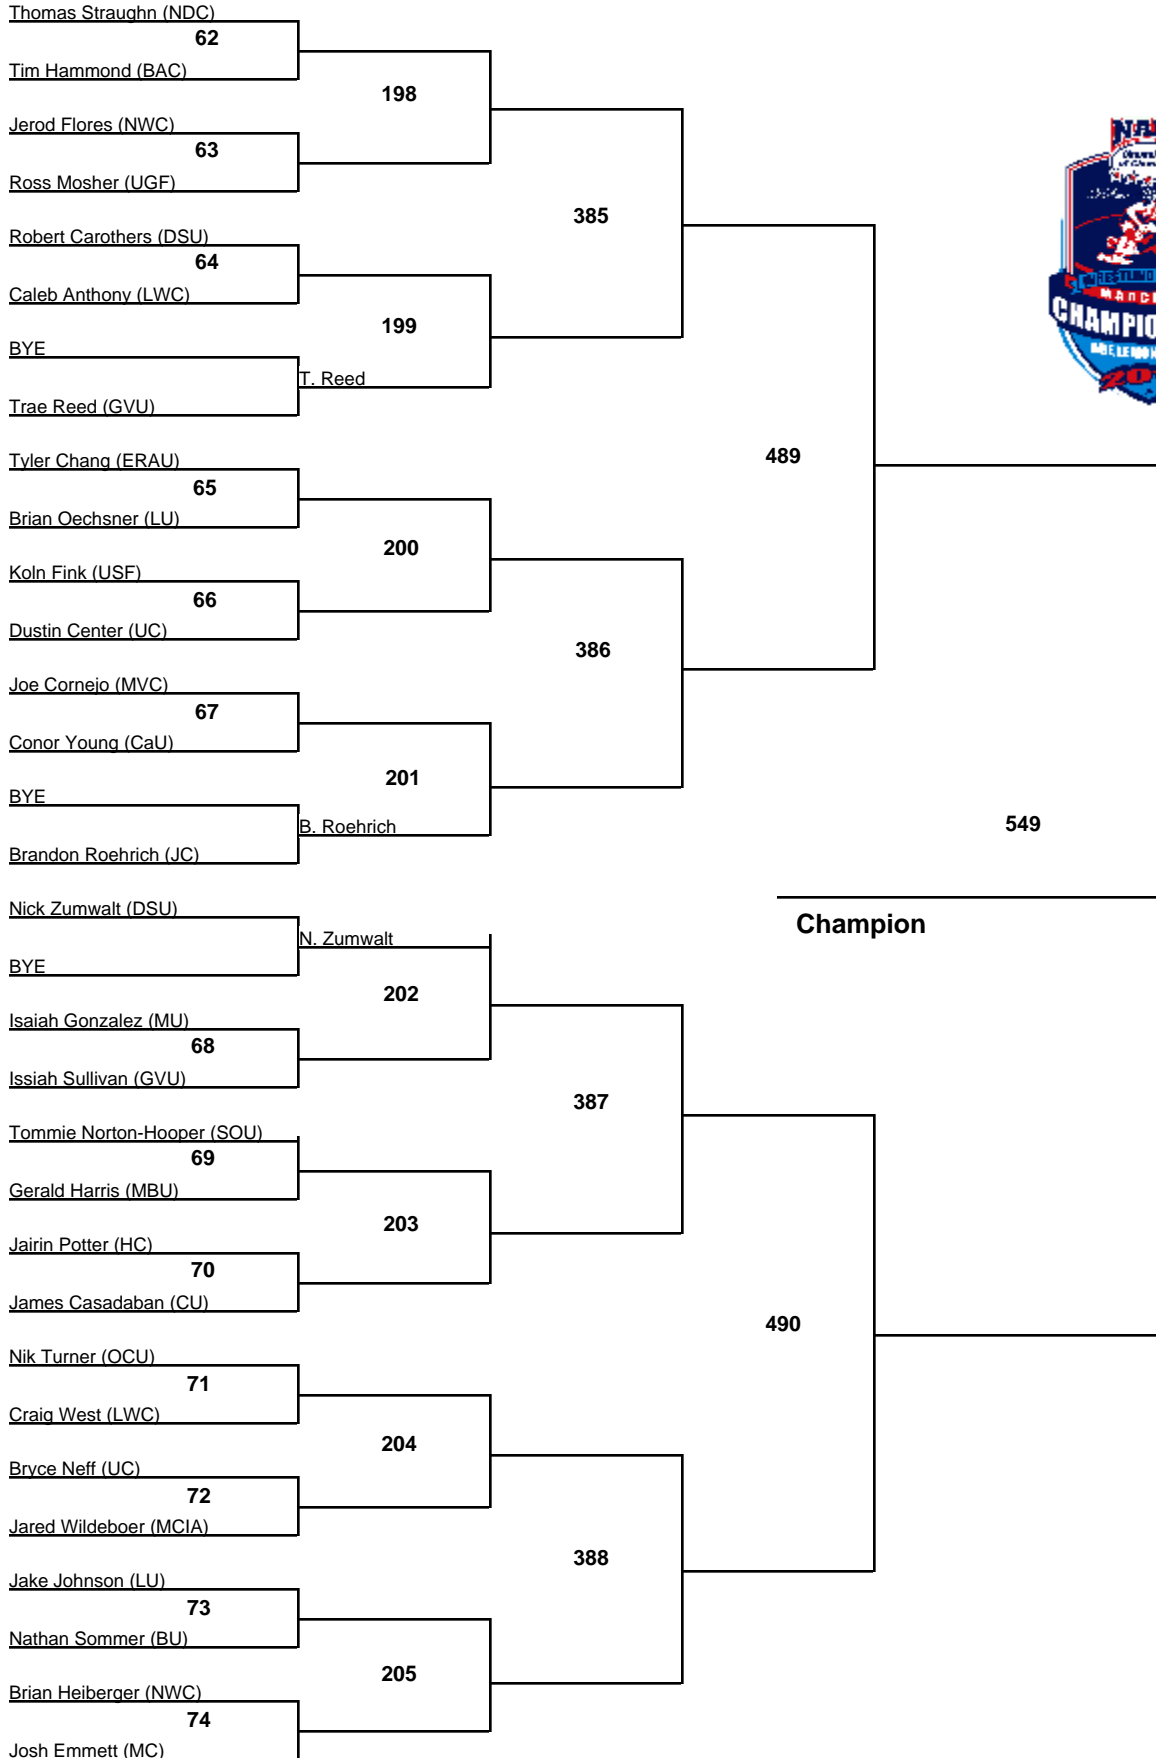 Thomas Straughn (NDC)
62
Tim Hammond (BAC)
198
Jerod Flores (NWC)
63
Ross Mosher (UGF)
385
Robert Carothers (DSU)
64
Caleb Anthony (LWC)
199
BYE
T. Reed
Trae Reed (GVU)
489
Tyler Chang (ERAU)
65
Brian Oechsner (LU)
200
Koln Fink (USF)
66
Dustin Center (UC)
386
Joe Cornejo (MVC)
67
Conor Young (CaU)
201
BYE
B. Roehrich
Brandon Roehrich (JC)
549
Champion
Nick Zumwalt (DSU)
N. Zumwalt
BYE
202
Isaiah Gonzalez (MU)
68
Issiah Sullivan (GVU)
387
Tommie Norton-Hooper (SOU)
69
Gerald Harris (MBU)
203
Jairin Potter (HC)
70
James Casadaban (CU)
490
Nik Turner (OCU)
71
Craig West (LWC)
204
Bryce Neff (UC)
72
Jared Wildeboer (MCIA)
388
Jake Johnson (LU)
73
Nathan Sommer (BU)
205
Brian Heiberger (NWC)
74
Josh Emmett (MC)